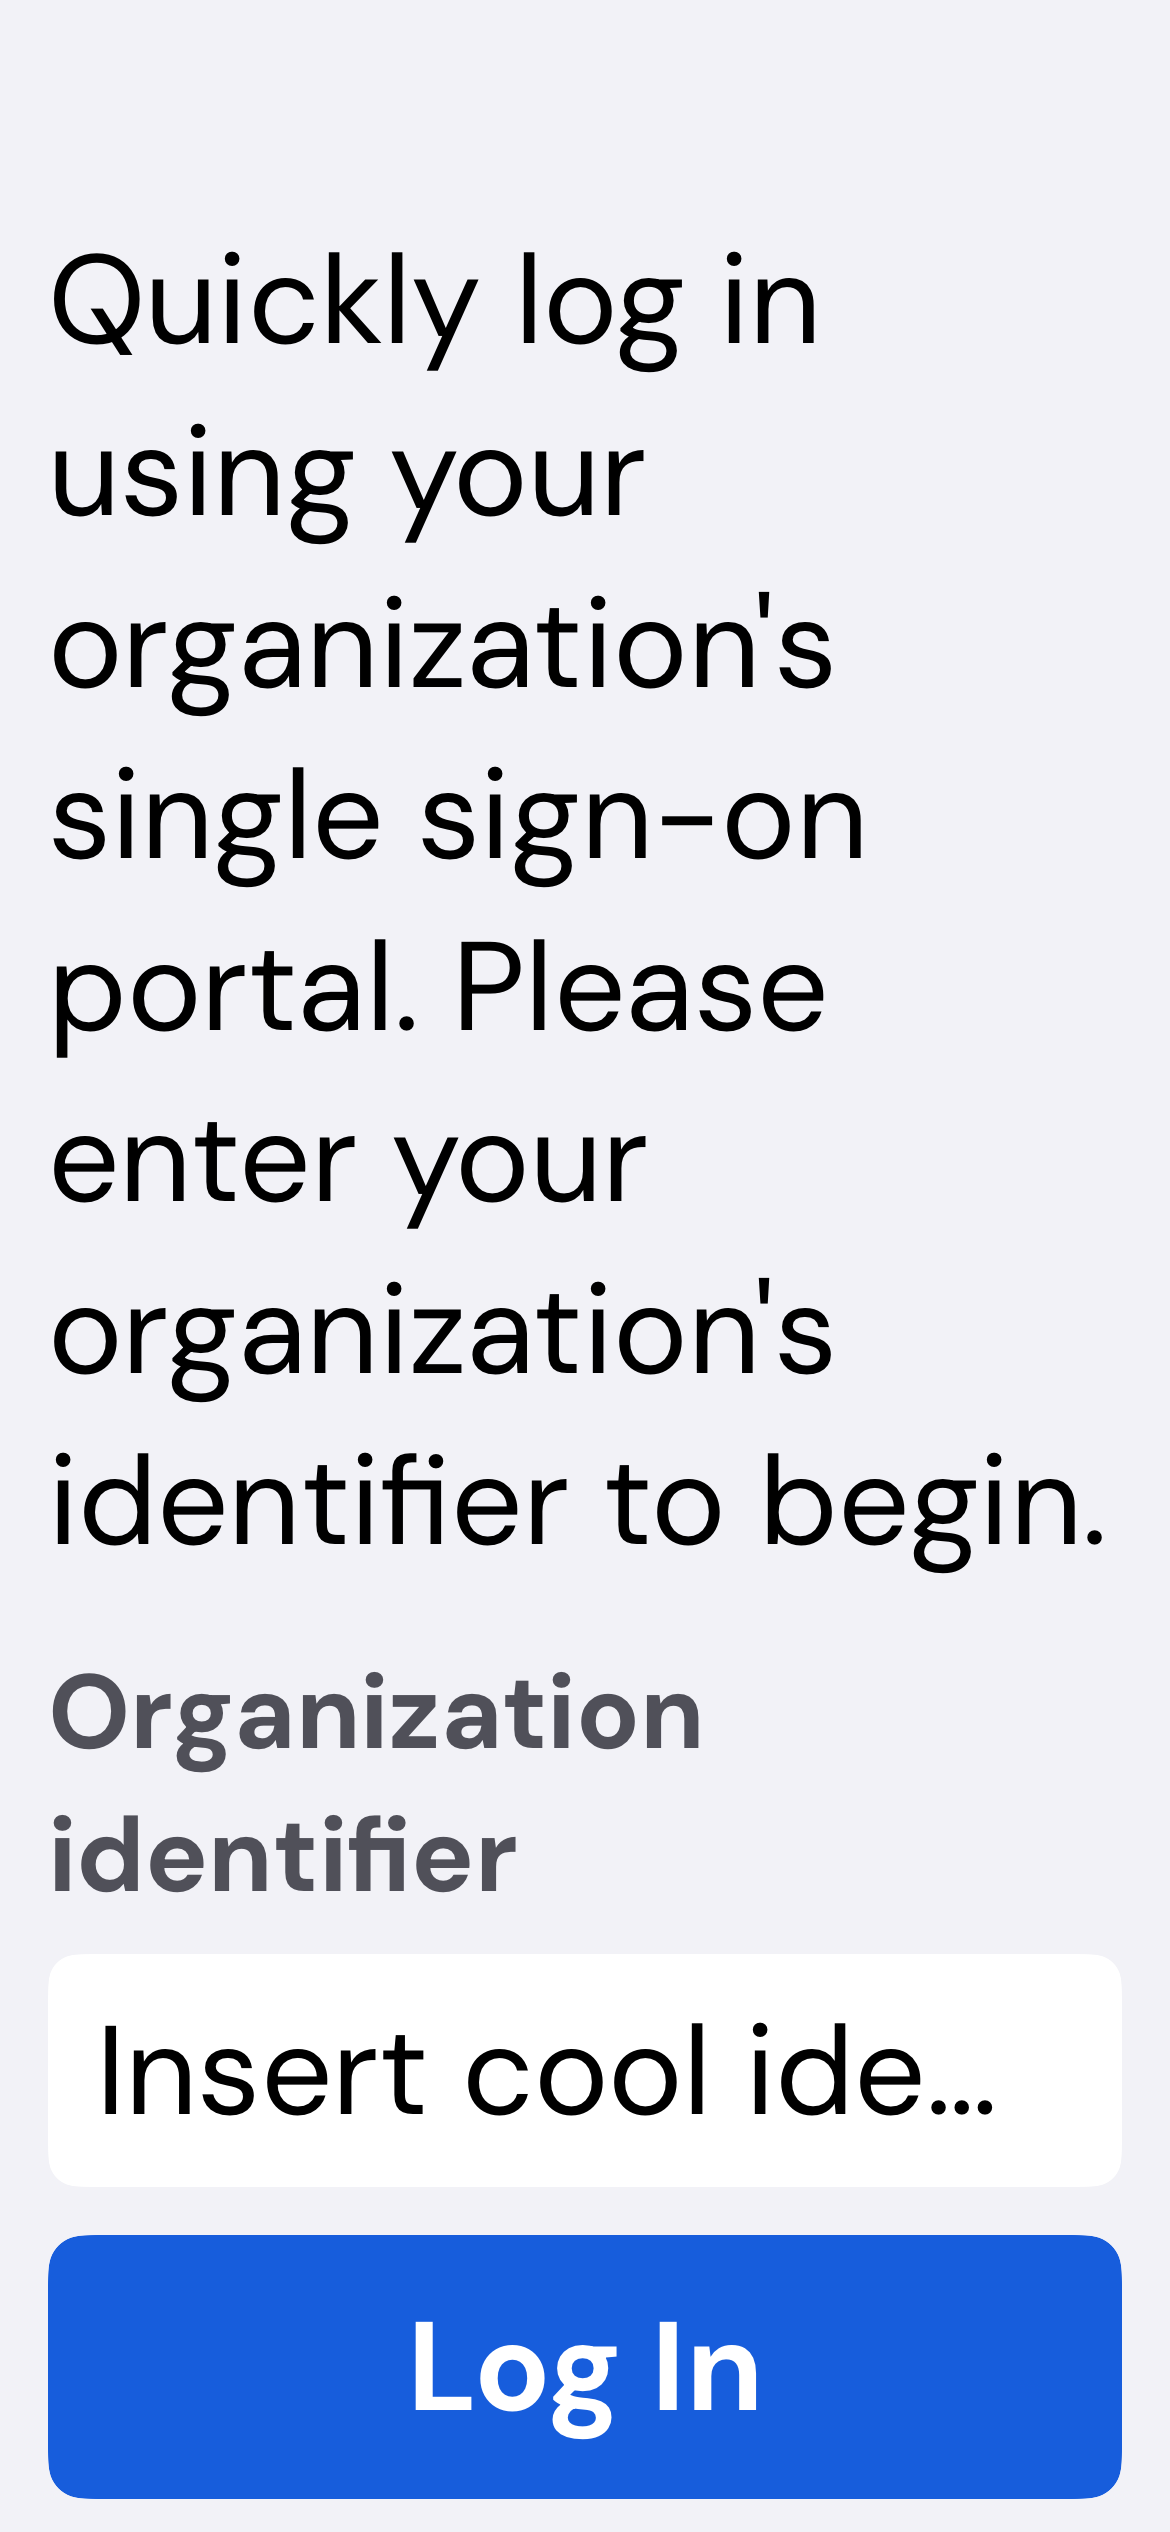 Quickly log in
using your
organization's
single sign-on
portal. Please
enter your
organization's
identifier to begin.
Organization
identifier
Insert cool ide...
Log In